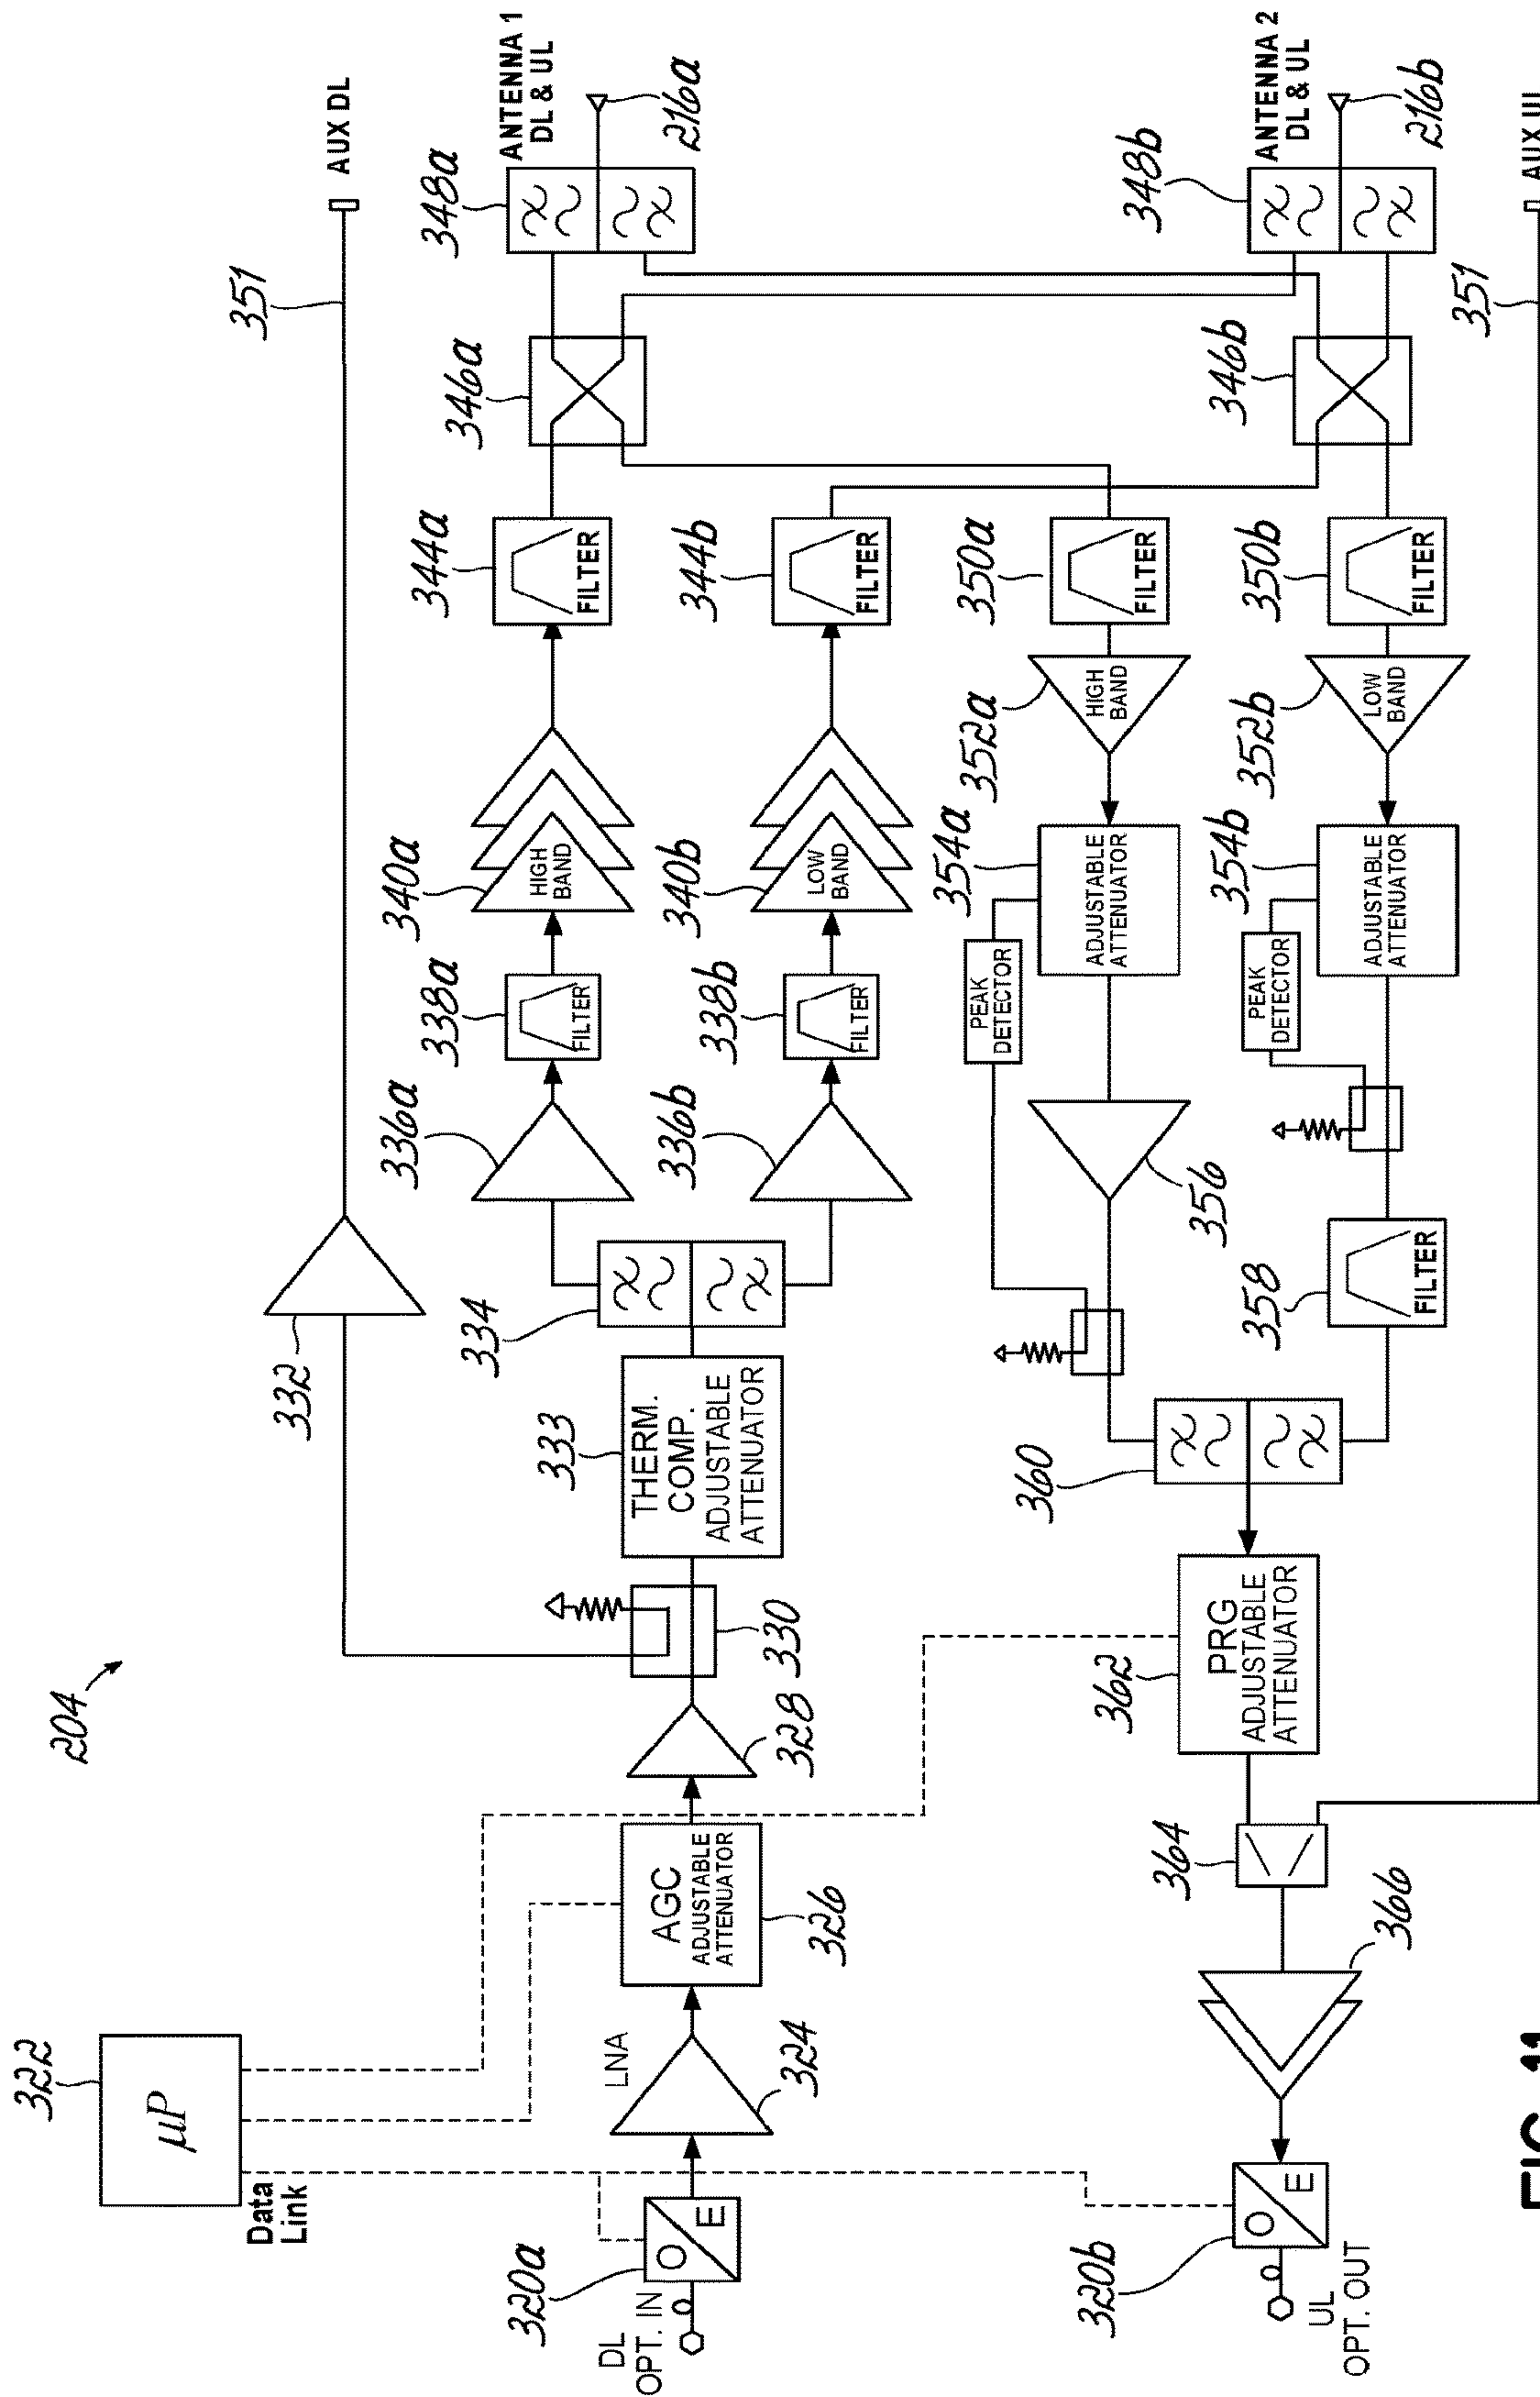 322
μP
Data
Link
204
332
351
AUX DL
DL
OPT. IN
320a
O
E
LNA
324
AGC
ADJUSTABLE
ATTENUATOR
326
328
330
333
THERM.
COMP.
ADJUSTABLE
ATTENUATOR
334
336a
338a
FILTER
340a
HIGH
BAND
344a
FILTER
346a
348a
ANTENNA 1
DL & UL
216a
336b
338b
FILTER
340b
LOW
BAND
344b
FILTER
PEAK
DETECTOR
354a
ADJUSTABLE
ATTENUATOR
352a
HIGH
BAND
350a
FILTER
356
UL
OPT. OUT
320b
O
E
366
364
362
PRG
ADJUSTABLE
ATTENUATOR
360
358
FILTER
PEAK
DETECTOR
354b
ADJUSTABLE
ATTENUATOR
352b
LOW
BAND
350b
FILTER
346b
348b
ANTENNA 2
DL & UL
216b
351
AUX UL
FIG. 11